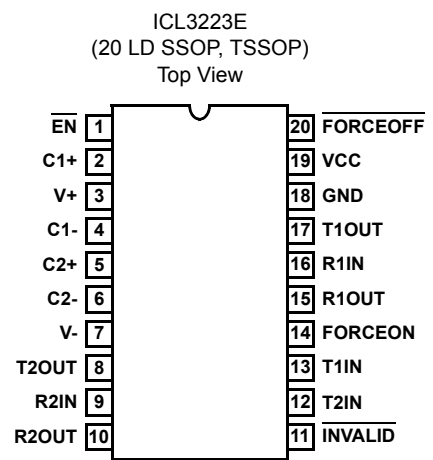 ICL3223E
(20 LD SSOP, TSSOP)
Top View
EN 1 20 FORCEOFF
C1+ 2 19 VCC
V+ 3 18 GND
C1- 4 17 T1OUT
C2+ 5 16 R1IN
C2- 6 15 R1OUT
V- 7 14 FORCEON
T2OUT 8 13 T1IN
R2IN 9 12 T2IN
R2OUT 10 11 INVALID